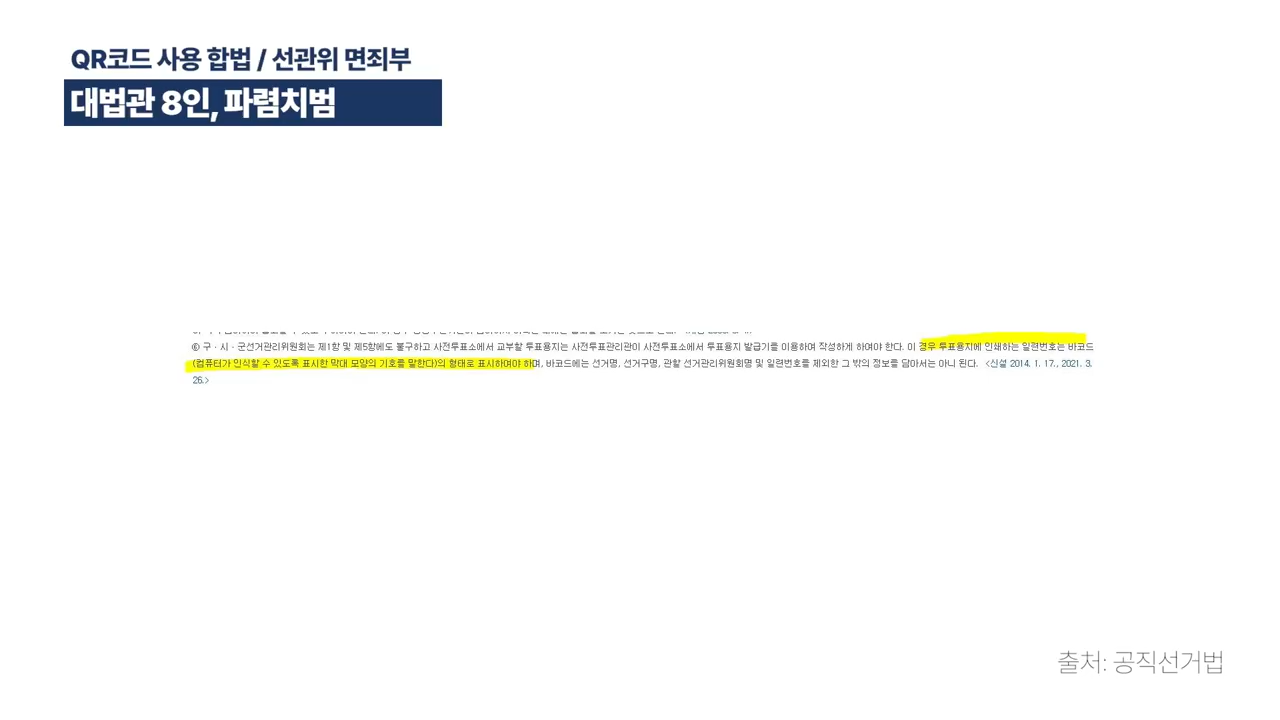 QR코드 사용 합법 / 선관위 면죄부
대법관 8인, 파렴치범
⑥ 구ㆍ시ㆍ군선거관리위원회는 제1항 및 제5항에도 불구하고 사전투표소에서 교부할 투표용지는 사전투표관리관이 사전투표소에서 투표용지 발급기를 이용하여 작성하게 하여야 한다. 이 경우 투표용지에 인쇄하는 일련번호는 바코드
(컴퓨터가 인식할 수 있도록 표시한 막대 모양의 기호를 말한다)의 형태로 표시하여야 하며, 바코드에는 선거명, 선거구명, 관할 선거관리위원회명 및 일련번호를 제외한 그 밖의 정보를 담아서는 아니 된다. <신설 2014. 1. 17., 2021. 3.
26.>
출처: 공직선거법